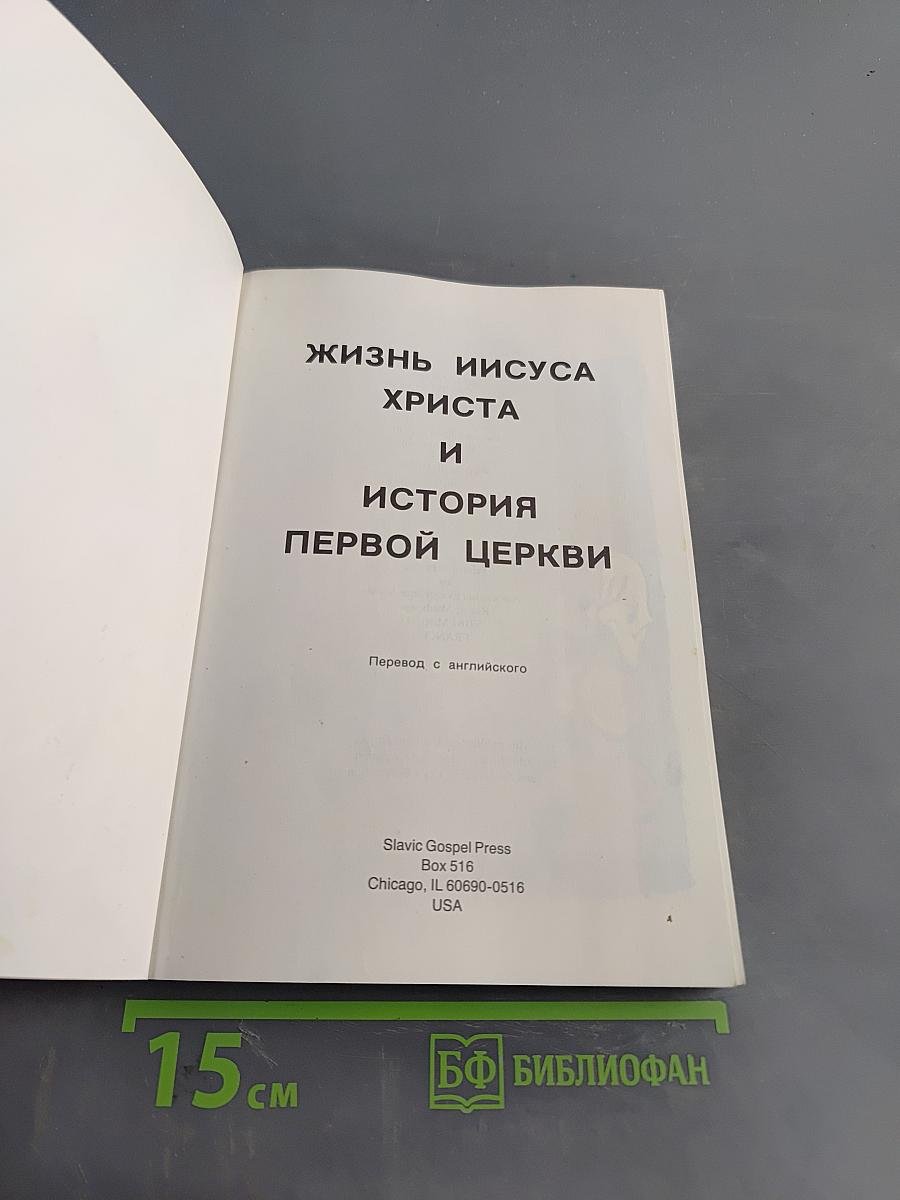 ЖИЗНЬ ИИСУСА
ХРИСТА
И
ИСТОРИЯ
ПЕРВОЙ ЦЕРКВИ
Перевод с английского
Slavic Gospel Press
Box 516
Chicago, IL 60690-0516
USA
15 см
БФ БИБЛИОФАН